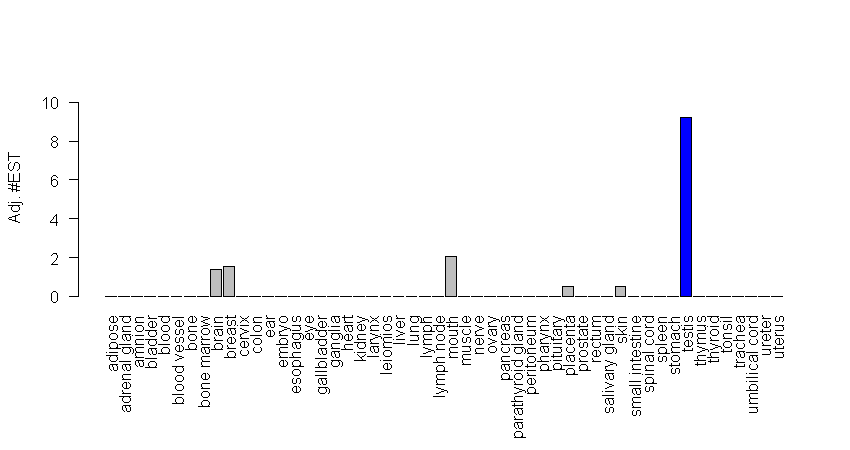 Adj. #EST
10
8
6
4
2
0
adipose
adrenal gland
amnion
bladder
blood
blood vessel
bone
bone marrow
brain
breast
cervix
colon
ear
embryo
esophagus
eye
gallbladder
ganglia
heart
kidney
larynx
leiomios
liver
lung
lymph
lymph node
mouth
muscle
nerve
ovary
pancreas
parathyroid gland
peritoneum
pharynx
pituitary
placenta
prostate
rectum
salivary gland
skin
small intestine
spinal cord
spleen
stomach
testis
thymus
thyroid
tonsil
trachea
umbilical cord
ureter
uterus